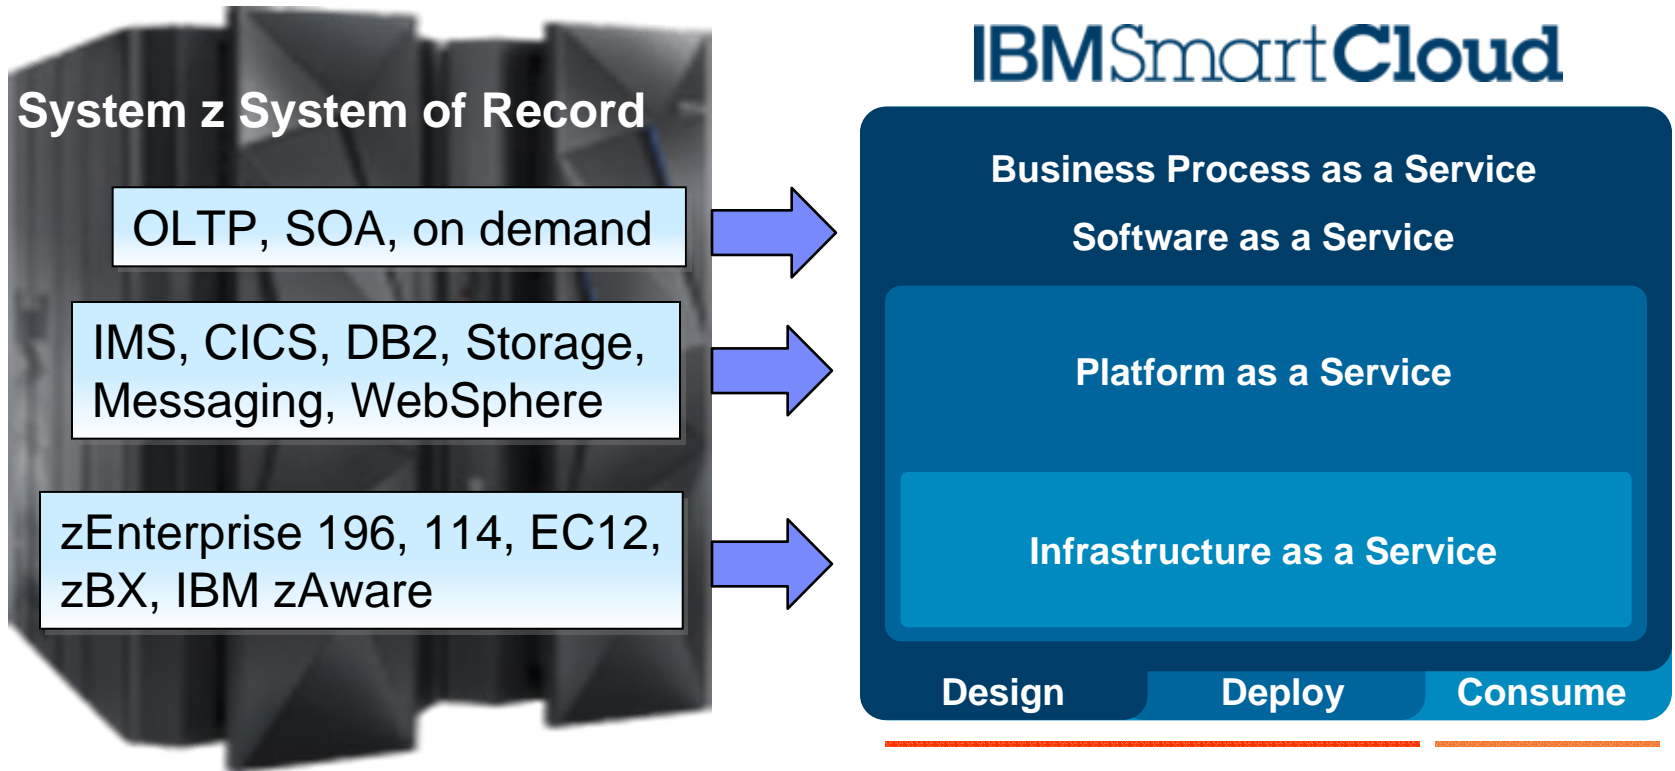 IBMSmartCloud
System z System of Record
OLTP, SOA, on demand
IMS, CICS, DB2, Storage,
Messaging, WebSphere
zEnterprise 196, 114, EC12,
zBX, IBM zAware
Business Process as a Service
Software as a Service
Platform as a Service
Infrastructure as a Service
Design
Deploy
Consume